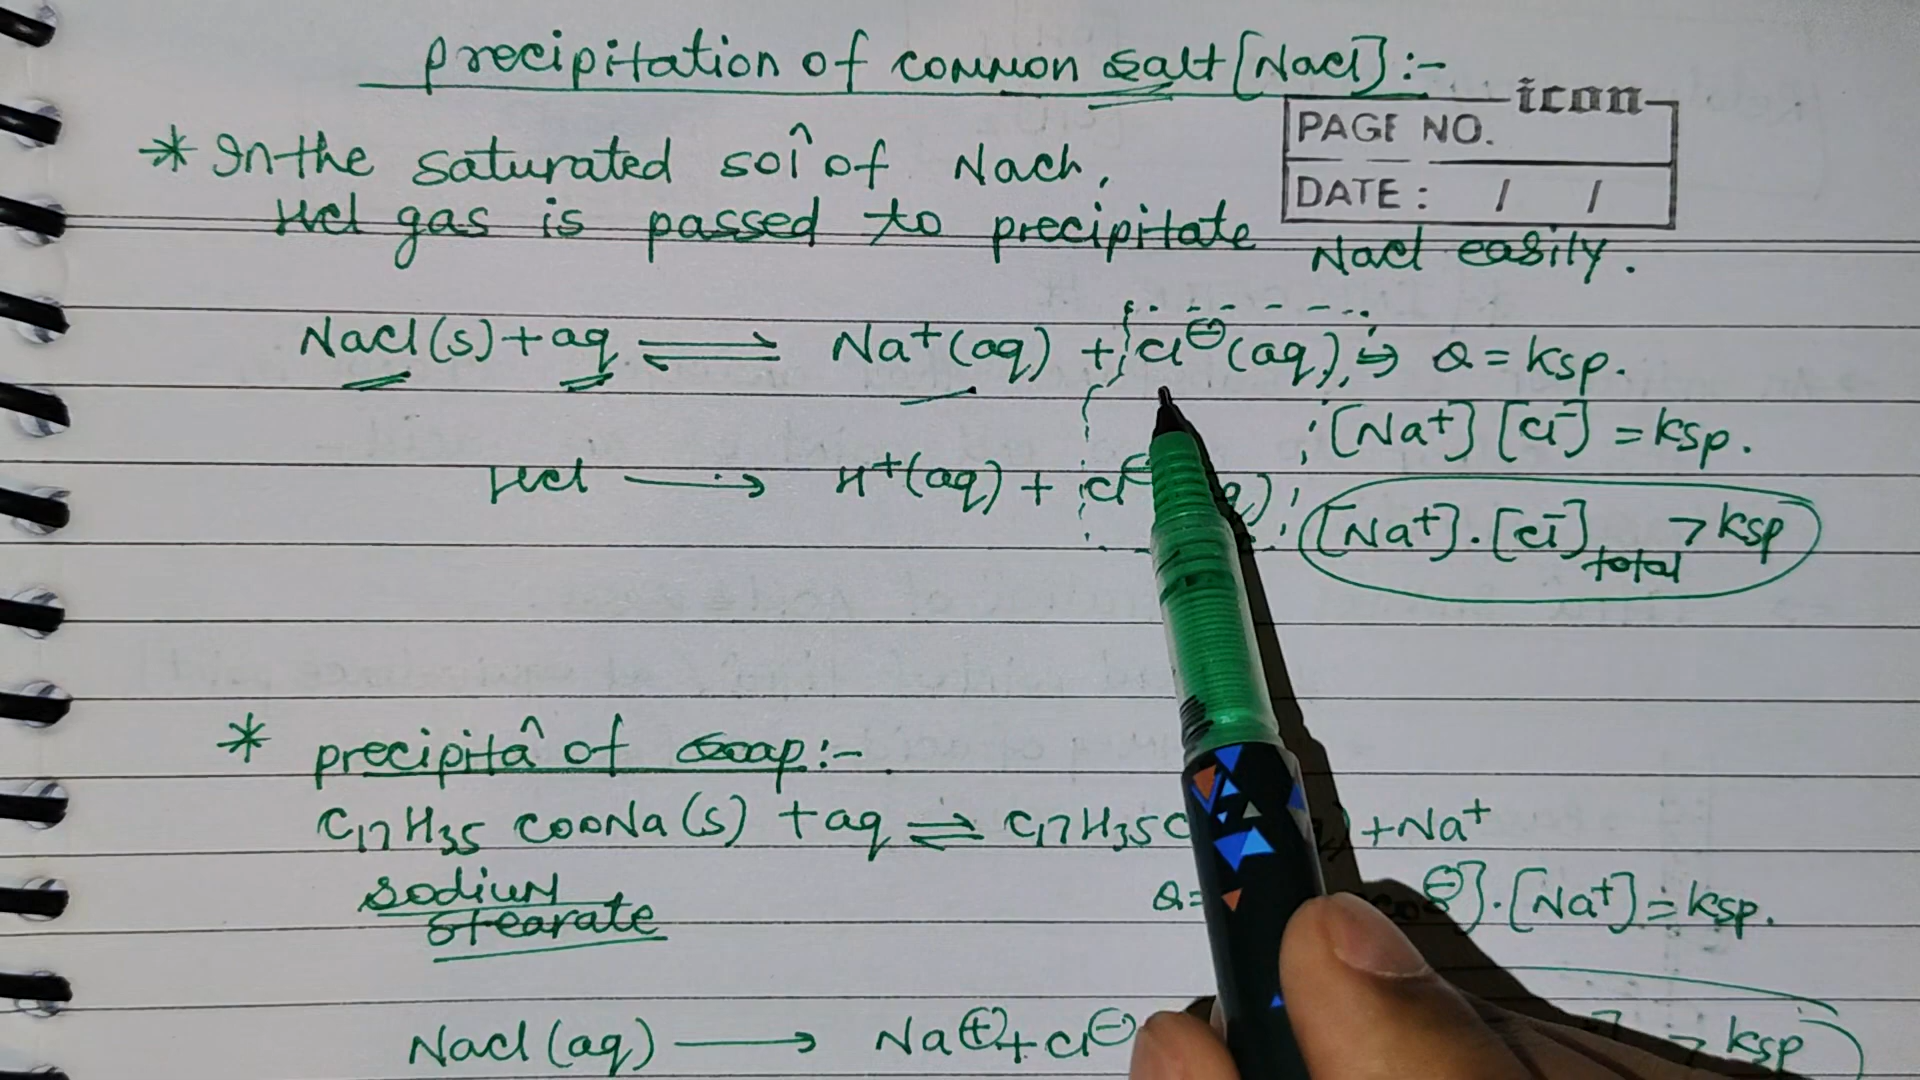 precipitation of common salt [Nacl] :-
icon
PAGE NO.
DATE : / /
* In the saturated sol^n of Nacl,
Hcl gas is passed to precipitate Nacl easily.
Nacl(s) + aq ⇌ Na+(aq) + Cl⊖(aq), ⇒ Q = Ksp.
; [Na+] [Cl-] = Ksp.
Hcl ⟶ H+(aq) + Cl⊖
[Na+] . [Cl-] total > Ksp
* precipita^n of soap :-
C17H35 COONa(s) + aq ⇌ C17H35C + Na+
sodium
stearate
Q= ⊖] . [Na+] = Ksp.
Nacl (aq) ⟶ Na⊕ + Cl⊖
> Ksp